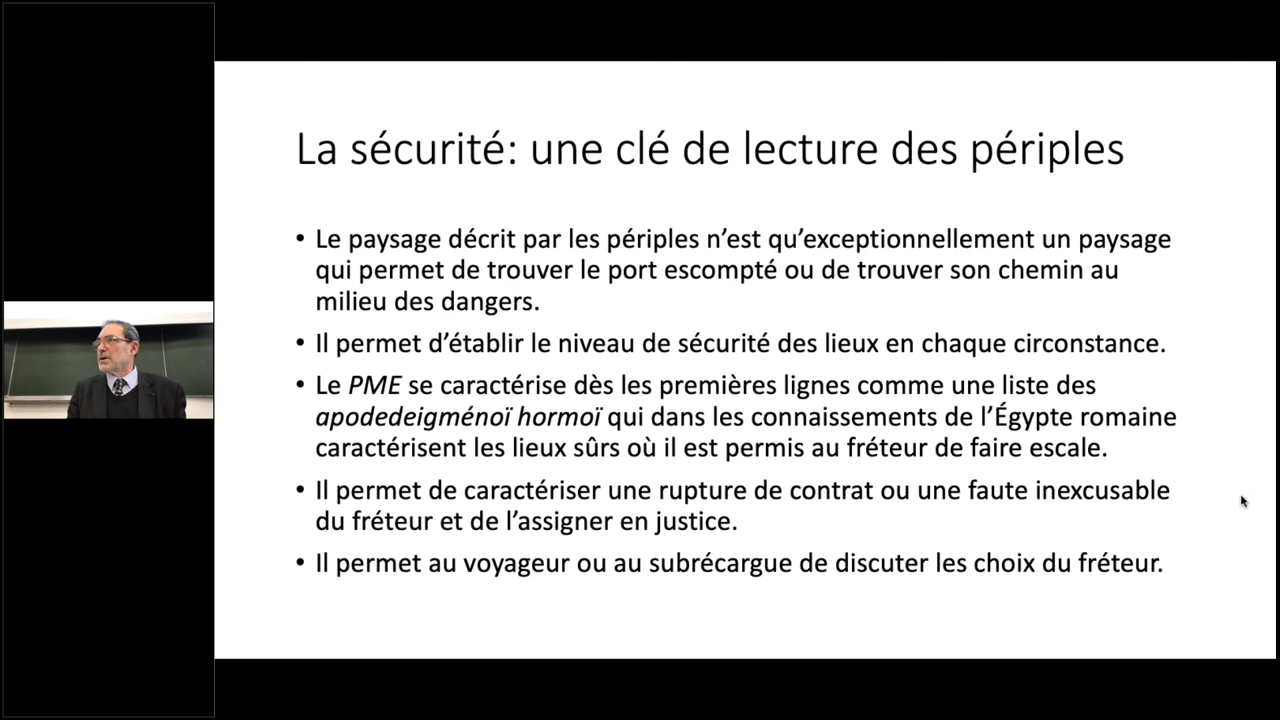 La sécurité: une clé de lecture des périples
• Le paysage décrit par les périples n’est qu’exceptionnellement un paysage
qui permet de trouver le port escompté ou de trouver son chemin au
milieu des dangers.
• Il permet d’établir le niveau de sécurité des lieux en chaque circonstance.
• Le PME se caractérise dès les premières lignes comme une liste des
apodedeigménoï hormoï qui dans les connaissements de l’Égypte romaine
caractérisent les lieux sûrs où il est permis au fréteur de faire escale.
• Il permet de caractériser une rupture de contrat ou une faute inexcusable
du fréteur et de l’assigner en justice.
• Il permet au voyageur ou au subrécargue de discuter les choix du fréteur.